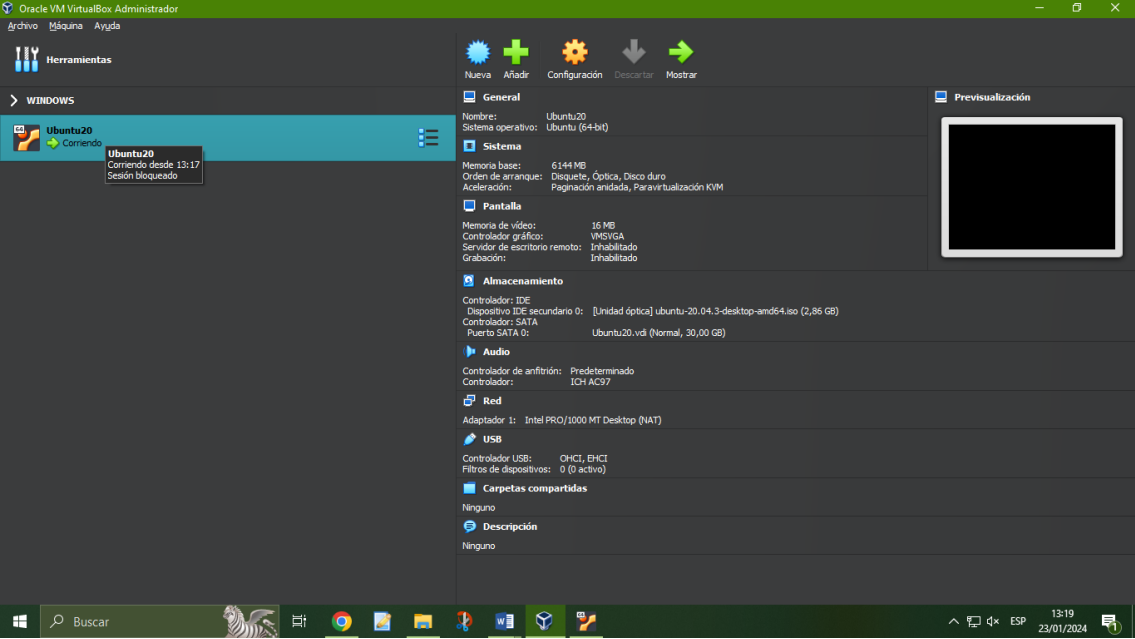 Oracle VM VirtualBox Administrador
Archivo Máquina Ayuda
Herramientas
Nueva Añadir Configuración Descartar Mostrar
WINDOWS
64
Ubuntu20
Corriendo
Ubuntu20
Corriendo desde 13:17
Sesión bloqueado
General
Nombre: Ubuntu20
Sistema operativo: Ubuntu (64-bit)
Sistema
Memoria base: 6144 MB
Orden de arranque: Disquete, Óptica, Disco duro
Aceleración: Paginación anidada, Paravirtualización KVM
Pantalla
Memoria de vídeo: 16 MB
Controlador gráfico: VMSVGA
Servidor de escritorio remoto: Inhabilitado
Grabación: Inhabilitado
Previsualización
Almacenamiento
Controlador: IDE
Dispositivo IDE secundario 0: [Unidad óptica] ubuntu-20.04.3-desktop-amd64.iso (2,86 GB)
Controlador: SATA
Puerto SATA 0: Ubuntu20.vdi (Normal, 30,00 GB)
Audio
Controlador de anfitrión: Predeterminado
Controlador: ICH AC97
Red
Adaptador 1: Intel PRO/1000 MT Desktop (NAT)
USB
Controlador USB: OHCI, EHCI
Filtros de dispositivos: 0 (0 activo)
Carpetas compartidas
Ninguno
Descripción
Ninguno
Buscar
W
64
ESP
13:19
23/01/2024
1